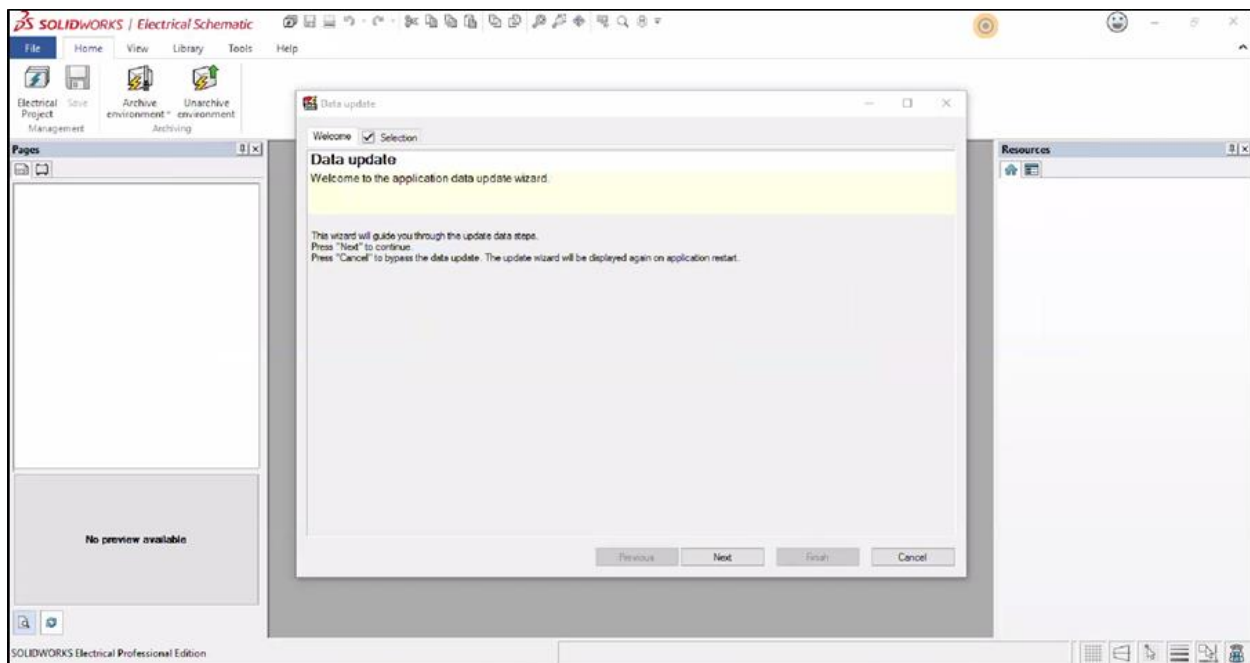 SOLIDWORKS | Electrical Schematic
File Home View Library Tools Help
Electrical Project Save Archive environment Unarchive environment
Management Archiving
Pages
Resources
Data update
Welcome Selection
Data update
Welcome to the application data update wizard.
This wizard will guide you through the update data steps.
Press "Next" to continue.
Press "Cancel" to bypass the data update. The update wizard will be displayed again on application restart.
No preview available
Previous Next Finish Cancel
SOLIDWORKS Electrical Professional Edition